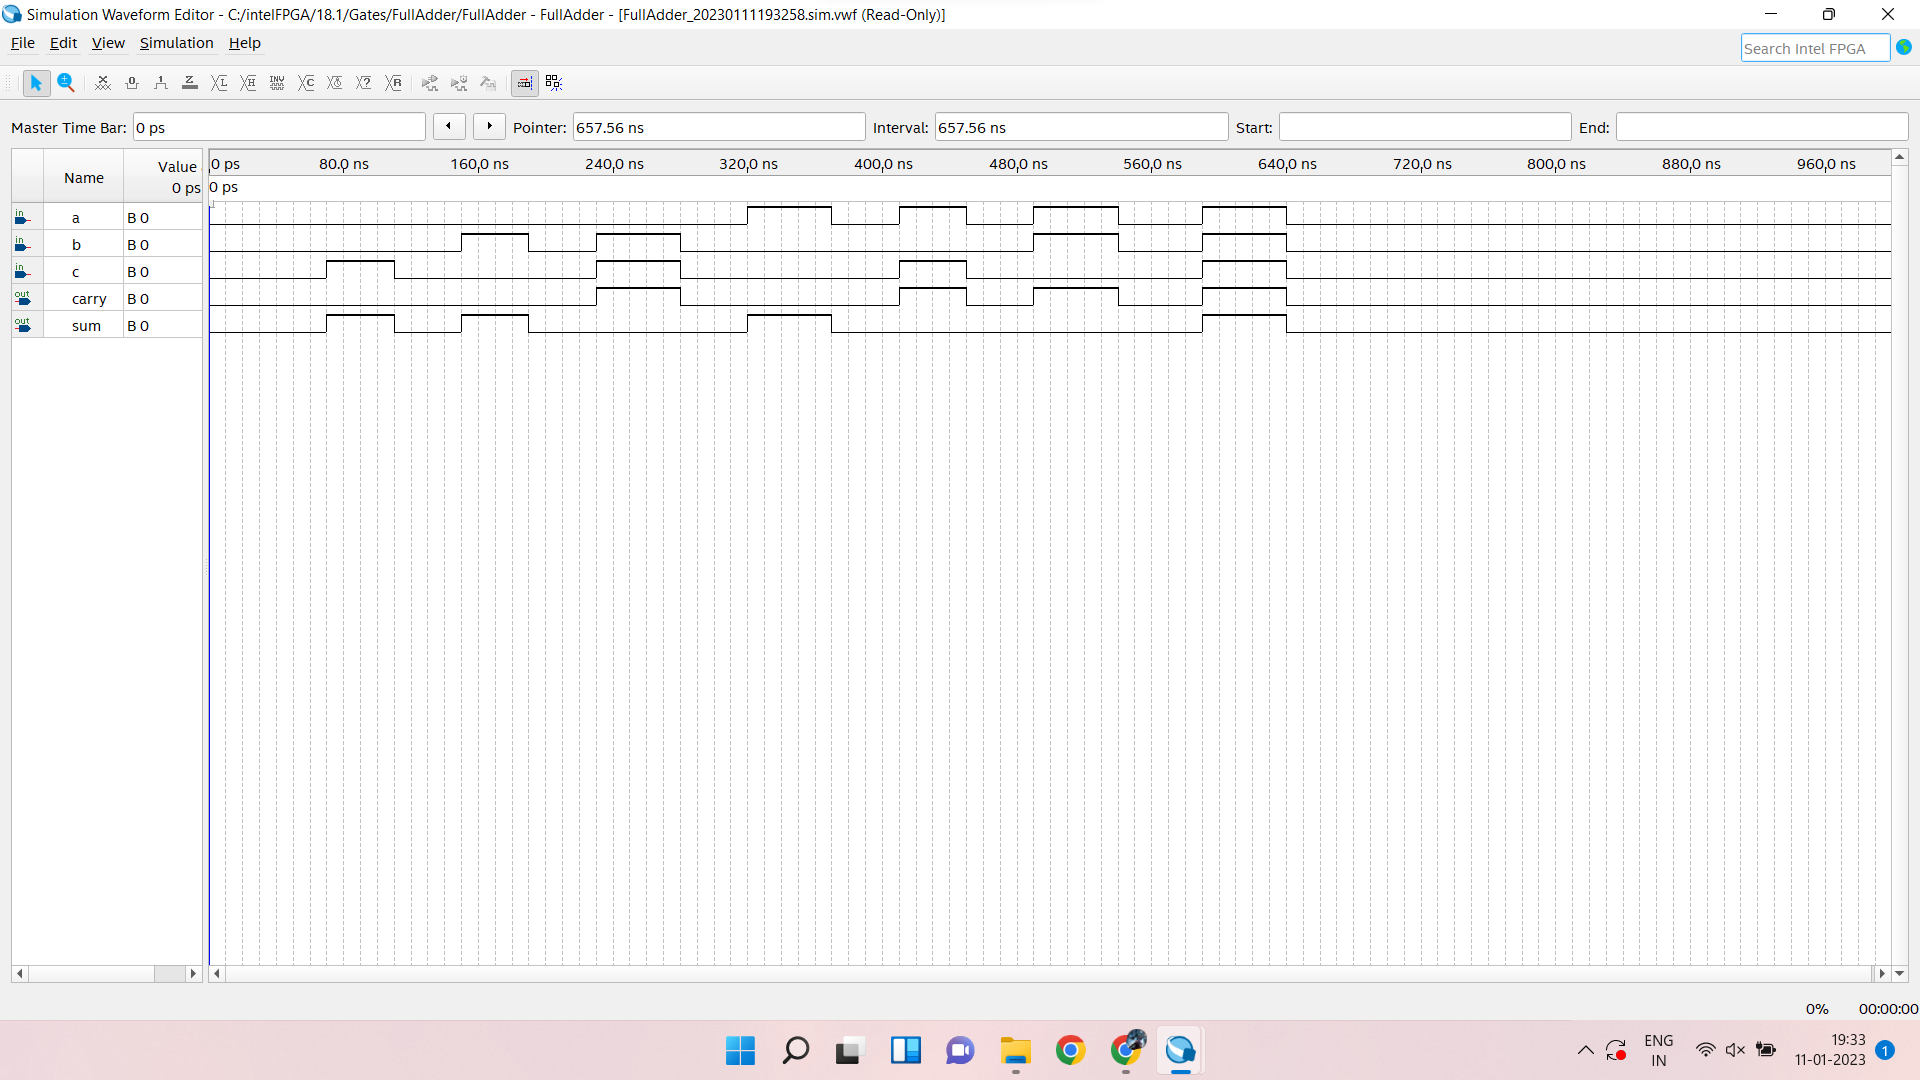 Simulation Waveform Editor - C:/intelFPGA/18.1/Gates/FullAdder/FullAdder - FullAdder - [FullAdder_20230111193258.sim.vwf (Read-Only)]
File Edit View Simulation Help
Search Intel FPGA
Master Time Bar: 0 ps Pointer: 657.56 ns Interval: 657.56 ns Start: End:
Name Value 0 ps
0 ps 80.0 ns 160.0 ns 240.0 ns 320.0 ns 400.0 ns 480.0 ns 560.0 ns 640.0 ns 720.0 ns 800.0 ns 880.0 ns 960.0 ns
0 ps
in a B 0
in b B 0
in c B 0
out carry B 0
out sum B 0
0% 00:00:00
ENG
IN
19:33
11-01-2023
1